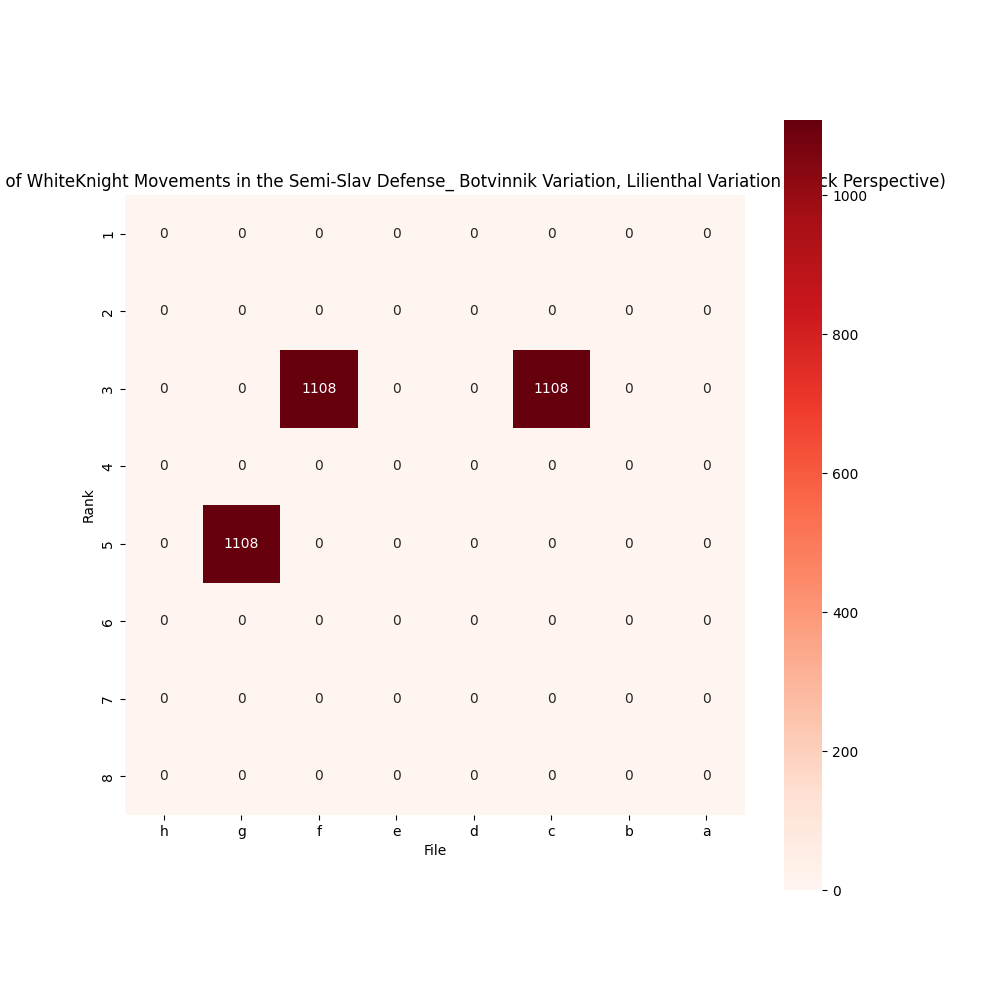 of WhiteKnight Movements in the Semi-Slav Defense_ Botvinnik Variation, Lilienthal Variation ck Perspective)
1 0 0 0 0 0 0 0 0
2 0 0 0 0 0 0 0 0
3 0 0 1108 0 0 1108 0 0
4 0 0 0 0 0 0 0 0
5 0 1108 0 0 0 0 0 0
6 0 0 0 0 0 0 0 0
7 0 0 0 0 0 0 0 0
8 0 0 0 0 0 0 0 0
h g f e d c b a
File
Rank
1000
800
600
400
200
0